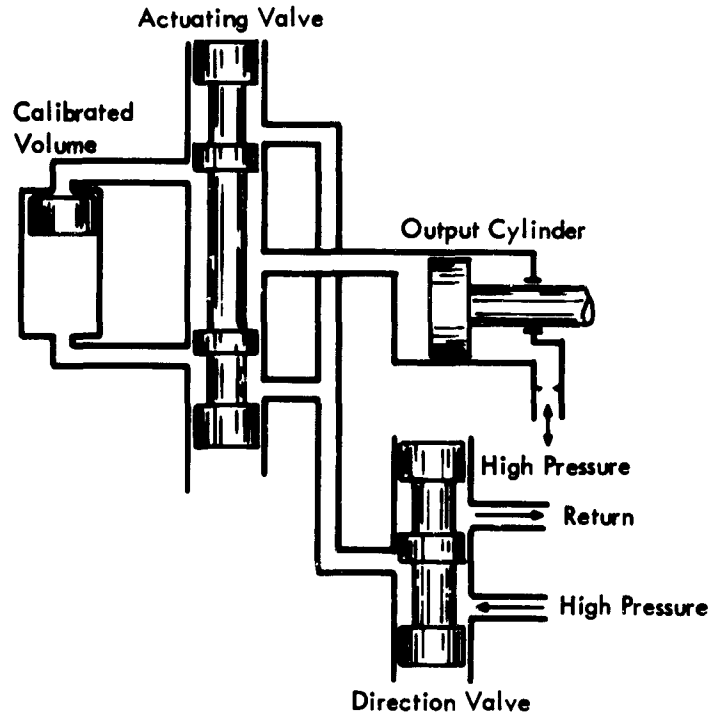 Actuating Valve
Calibrated
Volume
Output Cylinder
High Pressure
Return
High Pressure
Direction Valve